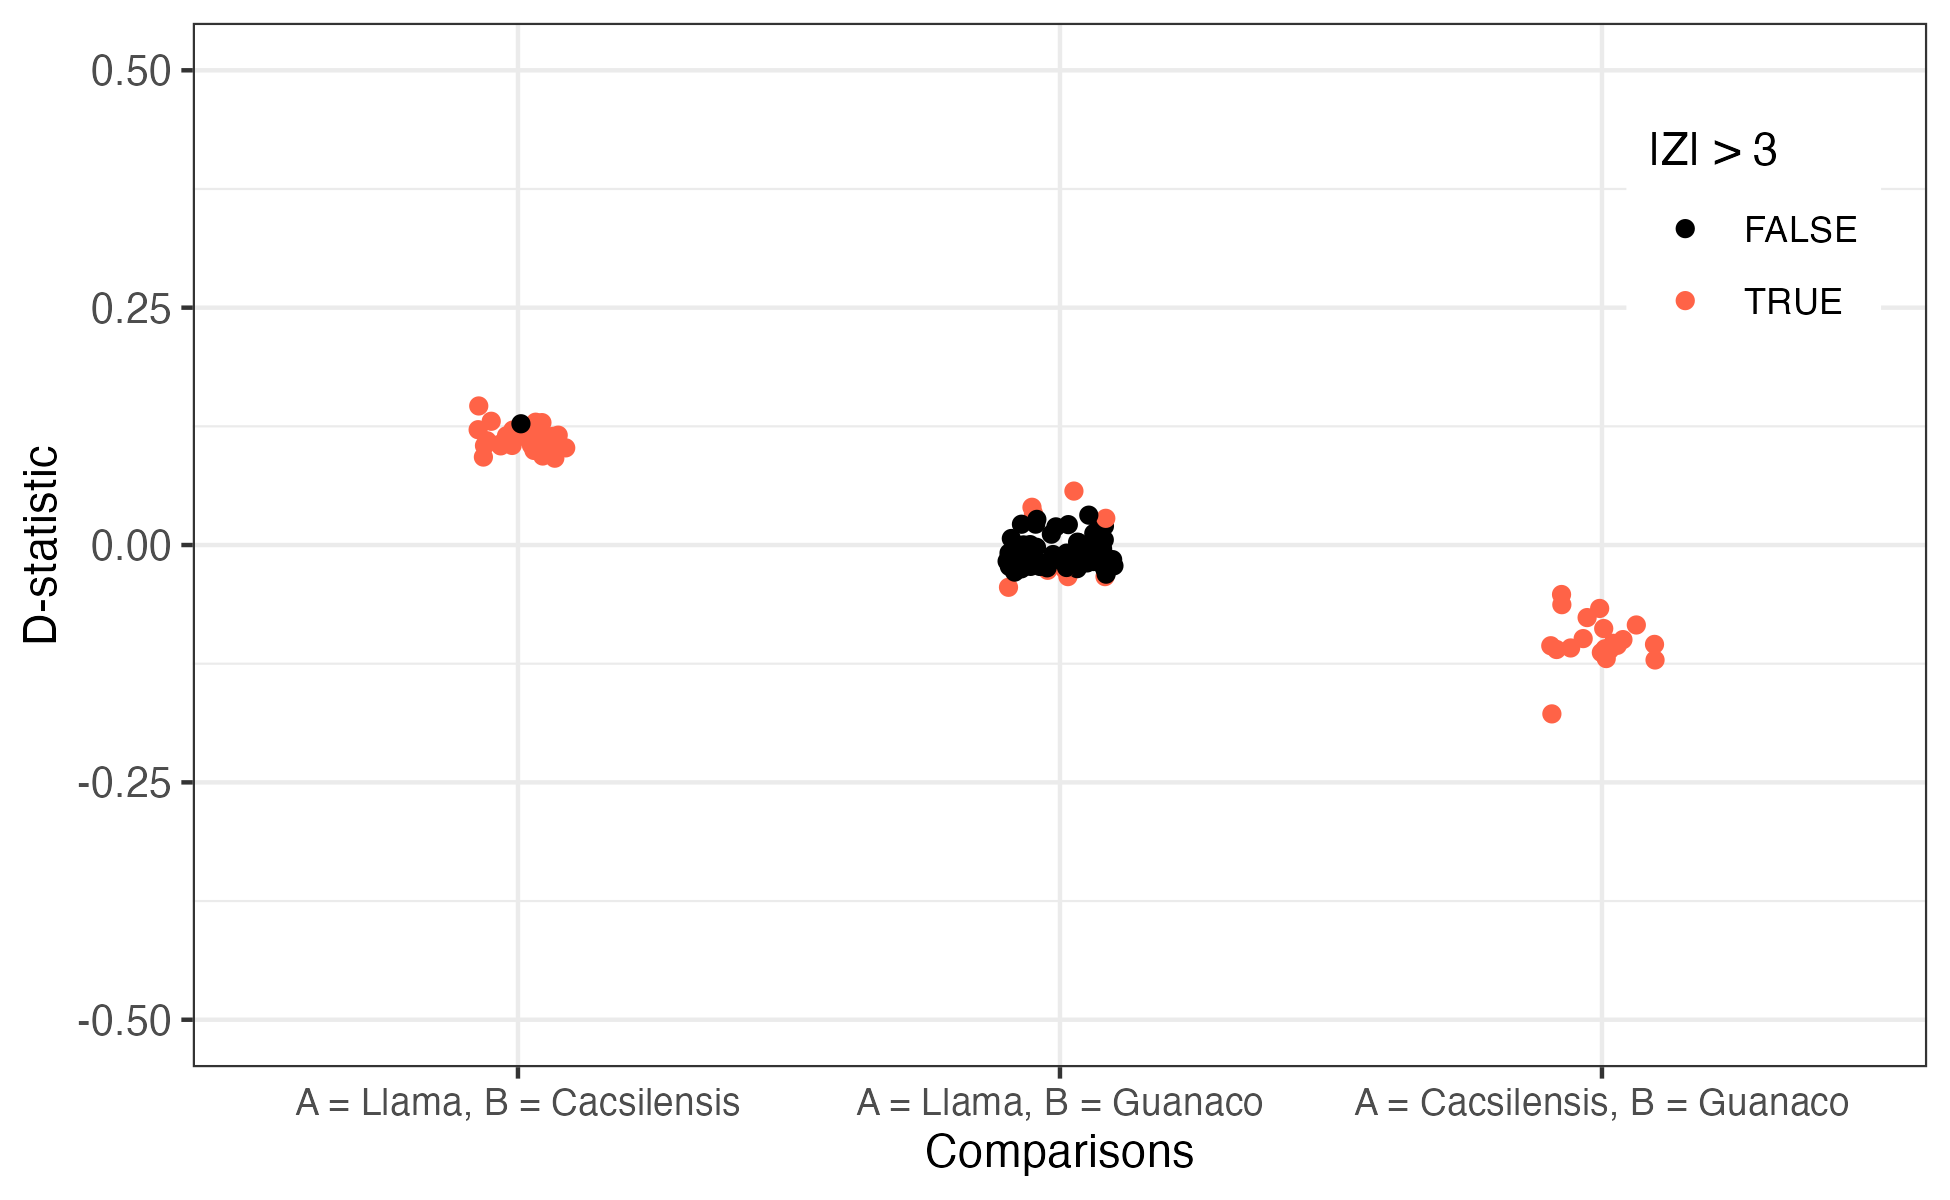 0.50
0.25
0.00
-0.25
-0.50
D-statistic
|Z| > 3
FALSE
TRUE
A = Llama, B = Cacsilensis
A = Llama, B = Guanaco
A = Cacsilensis, B = Guanaco
Comparisons